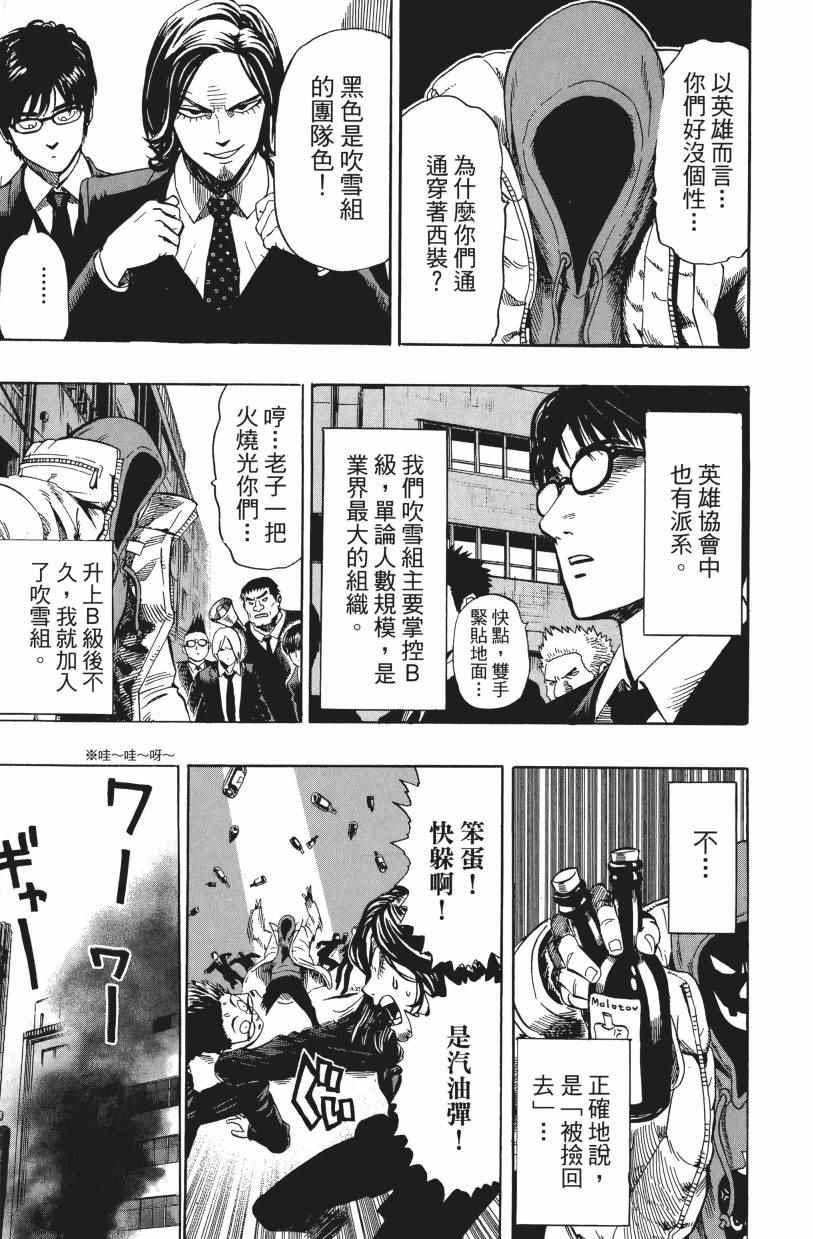 以英雄而言…
你們好沒個性…
為什麼你們通
通穿著西裝？
黑色是吹雪組
的團隊色！
……
英雄協會中
也有派系。
快點，雙手
緊貼地面…
我們吹雪組主要掌控B
級，單論人數規模，是
業界最大的組織。
哼…老子一把
火燒光你們…
升上B級後不
久，我就加入
了吹雪組。
不…
Molotov
正確地說，
是「被撿回
去」…
笨蛋！
快躲啊！
是汽油彈！
※哇～哇～呀～
ワー
ワー
ギャー